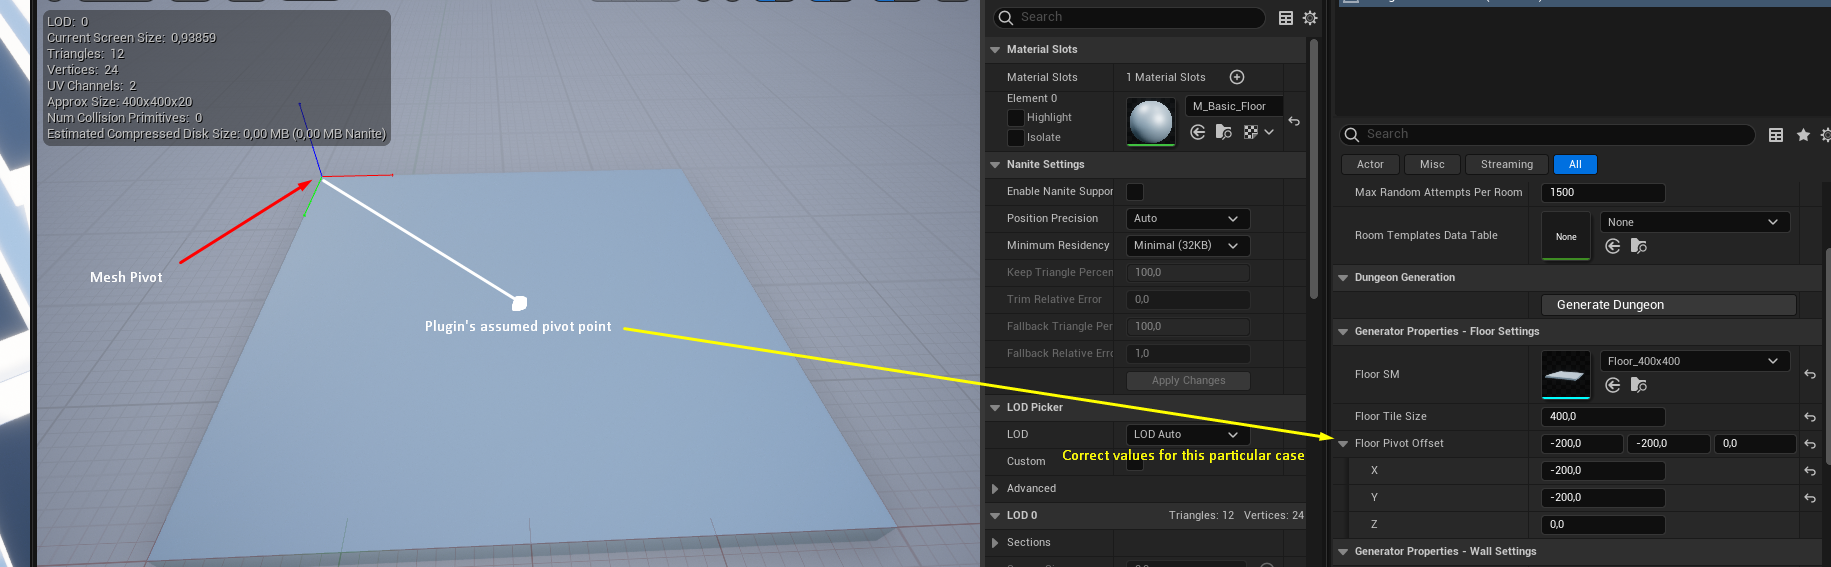 LOD: 0
Current Screen Size: 0,93859
Triangles: 12
Vertices: 24
UV Channels: 2
Approx Size: 400x400x20
Num Collision Primitives: 0
Estimated Compressed Disk Size: 0,00 MB (0,00 MB Nanite)
Mesh Pivot
Plugin's assumed pivot point
Search
Material Slots
Material Slots 1 Material Slots
Element 0
M_Basic_Floor
Highlight
Isolate
Nanite Settings
Enable Nanite Suppor
Position Precision Auto
Minimum Residency Minimal (32KB)
Keep Triangle Percen 100,0
Trim Relative Error 0,0
Fallback Triangle Per 100,0
Fallback Relative Erro 1,0
Apply Changes
LOD Picker
LOD LOD Auto
Correct values for this particular case
Custom
Advanced
LOD 0 Triangles: 12 Vertices: 24
Sections
Search
Actor Misc Streaming All
Max Random Attempts Per Room 1500
Room Templates Data Table None None
Dungeon Generation
Generate Dungeon
Generator Properties - Floor Settings
Floor SM Floor_400x400
Floor Tile Size 400,0
Floor Pivot Offset -200,0 -200,0 0,0
X -200,0
Y -200,0
Z 0,0
Generator Properties - Wall Settings